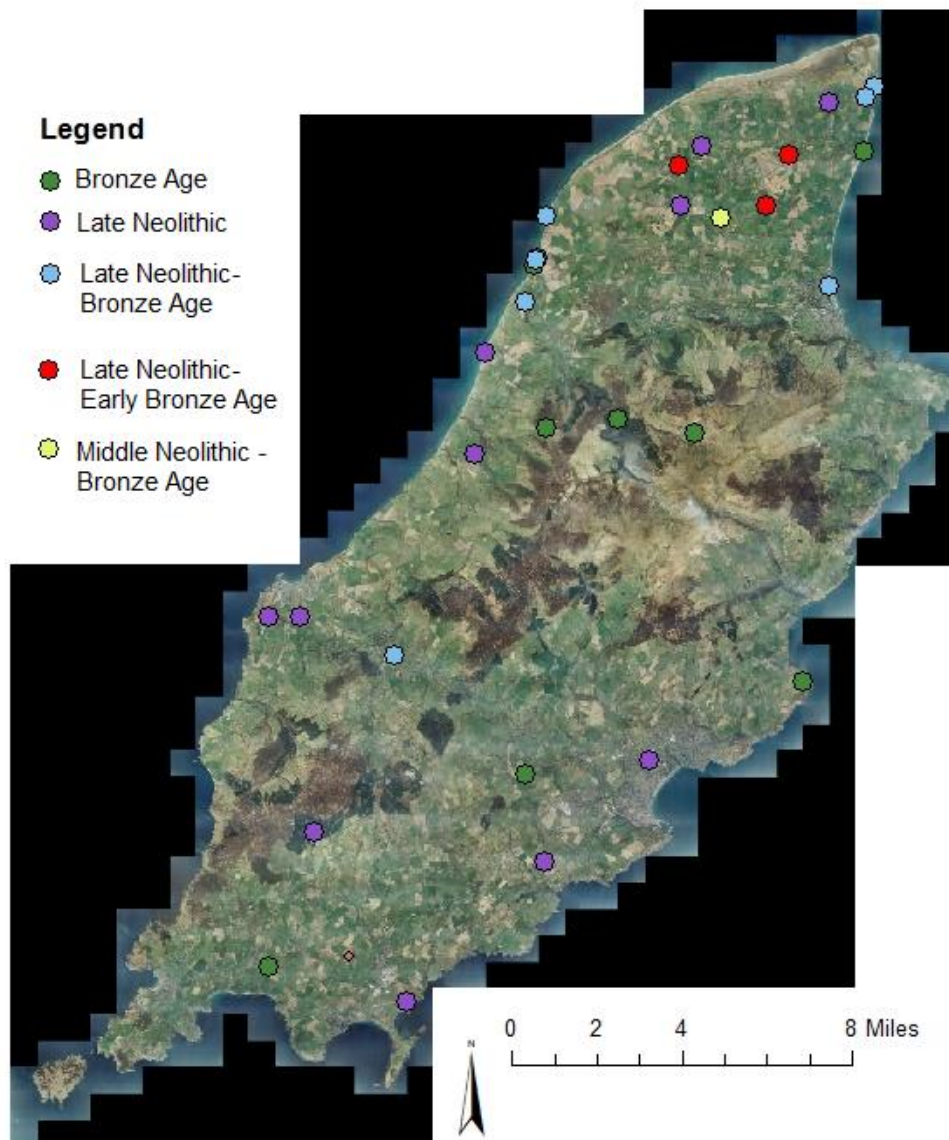 Legend
Bronze Age
Late Neolithic
Late Neolithic-
Bronze Age
Late Neolithic-
Early Bronze Age
Middle Neolithic -
Bronze Age
0 2 4 8 Miles
N